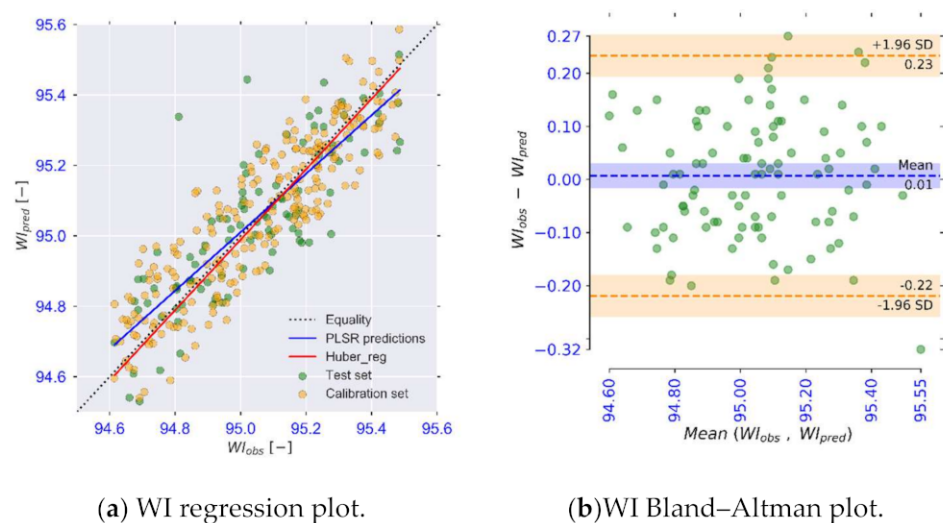 95.6
95.4
95.2
95.0
94.8
94.6
WI_pred [−]
Equality
PLSR predictions
Huber_reg
Test set
Calibration set
94.6 94.8 95.0 95.2 95.4 95.6
WI_obs [−]
0.27
0.20
0.10
0.00
−0.10
−0.20
−0.32
WI_obs − WI_pred
+1.96 SD
0.23
Mean
0.01
-0.22
-1.96 SD
94.60 94.80 95.00 95.20 95.40 95.55
Mean (WI_obs , WI_pred)
(a) WI regression plot.
(b)WI Bland–Altman plot.